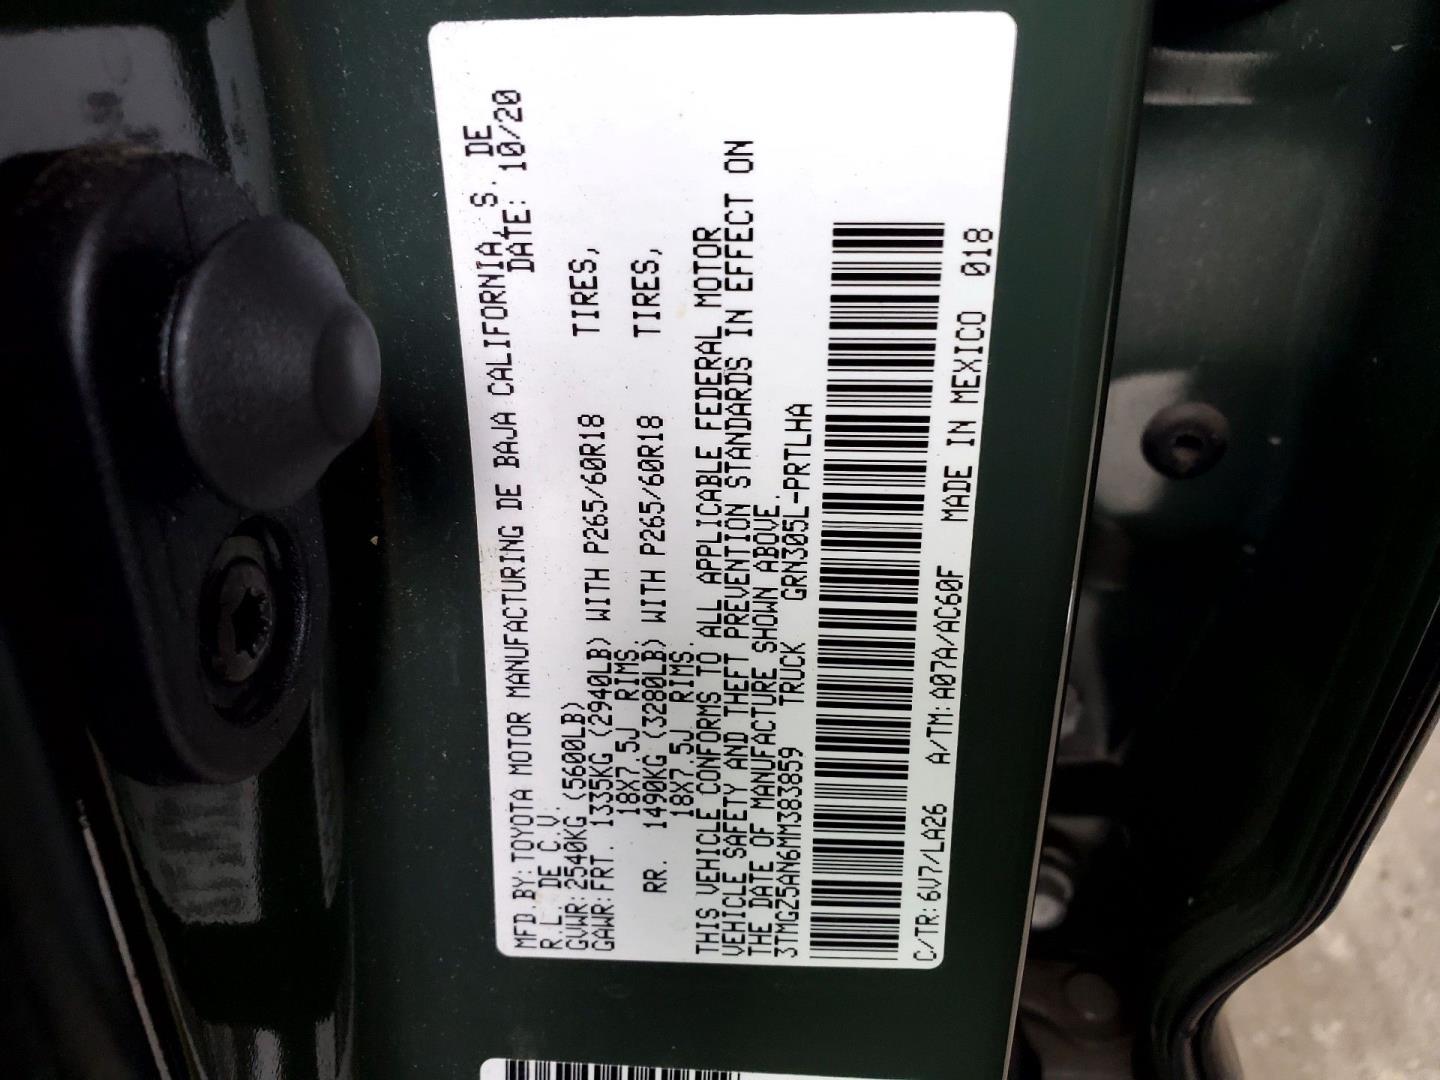 MFD.BY:TOYOTA MOTOR MANUFACTURING DE BAJA CALIFORNIA, S. DE
R.L. DE C.V. DATE: 10/20
GVWR:2540KG (5600LB)
GAWR:FRT. 1335KG (2940LB) WITH P265/60R18 TIRES,
18X7.5J RIMS.
RR. 1490KG (3280LB) WITH P265/60R18 TIRES,
18X7.5J RIMS.
THIS VEHICLE CONFORMS TO ALL APPLICABLE FEDERAL MOTOR
VEHICLE SAFETY AND THEFT PREVENTION STANDARDS IN EFFECT ON
THE DATE OF MANUFACTURE SHOWN ABOVE.
3TMGZ5AN6MM383859 TRUCK GRN305L-PRTLHA
C/TR:6V7/LA26 A/TM:A07A/AC60F MADE IN MEXICO 018